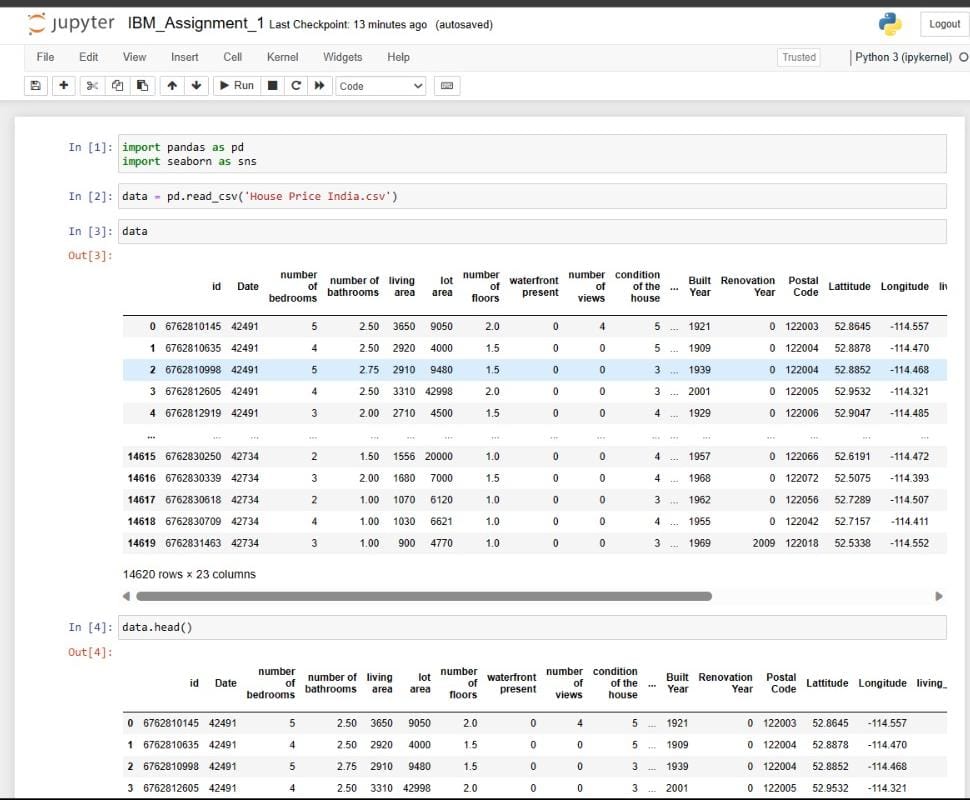 jupyter IBM_Assignment_1 Last Checkpoint: 13 minutes ago (autosaved) Logout
File Edit View Insert Cell Kernel Widgets Help Trusted Python 3 (ipykernel)
Run Code
In [1]: import pandas as pd
import seaborn as sns
In [2]: data = pd.read_csv('House Price India.csv')
In [3]: data
Out[3]:
id Date number of bedrooms number of bathrooms living area lot area number of floors waterfront present number of views condition of the house ... Built Year Renovation Year Postal Code Lattitude Longitude liv
0 6762810145 42491 5 2.50 3650 9050 2.0 0 4 5 ... 1921 0 122003 52.8645 -114.557
1 6762810635 42491 4 2.50 2920 4000 1.5 0 0 5 ... 1909 0 122004 52.8878 -114.470
2 6762810998 42491 5 2.75 2910 9480 1.5 0 0 3 ... 1939 0 122004 52.8852 -114.468
3 6762812605 42491 4 2.50 3310 42998 2.0 0 0 3 ... 2001 0 122005 52.9532 -114.321
4 6762812919 42491 3 2.00 2710 4500 1.5 0 0 4 ... 1929 0 122006 52.9047 -114.485
... ... ... ... ... ... ... ... ... ... ... ... ... ... ... ... ...
14615 6762830250 42734 2 1.50 1556 20000 1.0 0 0 4 ... 1957 0 122066 52.6191 -114.472
14616 6762830339 42734 3 2.00 1680 7000 1.5 0 0 4 ... 1968 0 122072 52.5075 -114.393
14617 6762830618 42734 2 1.00 1070 6120 1.0 0 0 3 ... 1962 0 122056 52.7289 -114.507
14618 6762830709 42734 4 1.00 1030 6621 1.0 0 0 4 ... 1955 0 122042 52.7157 -114.411
14619 6762831463 42734 3 1.00 900 4770 1.0 0 0 3 ... 1969 2009 122018 52.5338 -114.552
14620 rows × 23 columns
In [4]: data.head()
Out[4]:
id Date number of bedrooms number of bathrooms living area lot area number of floors waterfront present number of views condition of the house ... Built Year Renovation Year Postal Code Lattitude Longitude living_
0 6762810145 42491 5 2.50 3650 9050 2.0 0 4 5 ... 1921 0 122003 52.8645 -114.557
1 6762810635 42491 4 2.50 2920 4000 1.5 0 0 5 ... 1909 0 122004 52.8878 -114.470
2 6762810998 42491 5 2.75 2910 9480 1.5 0 0 3 ... 1939 0 122004 52.8852 -114.468
3 6762812605 42491 4 2.50 3310 42998 2.0 0 0 3 ... 2001 0 122005 52.9532 -114.321